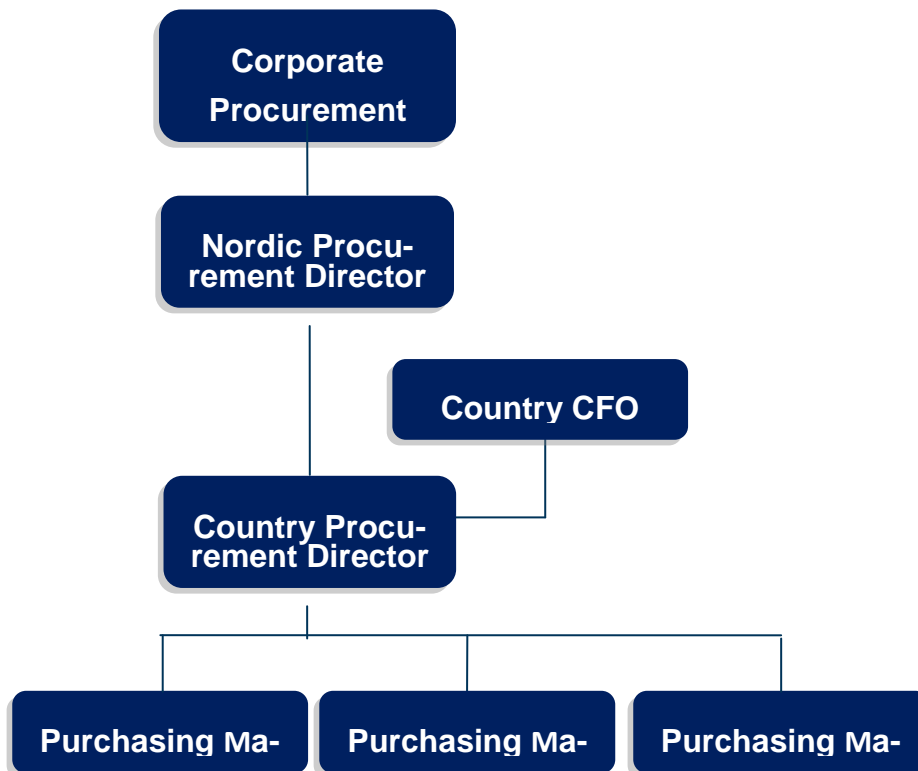 Corporate
Procurement
Nordic Procu-
rement Director
Country CFO
Country Procu-
rement Director
Purchasing Ma-
Purchasing Ma-
Purchasing Ma-